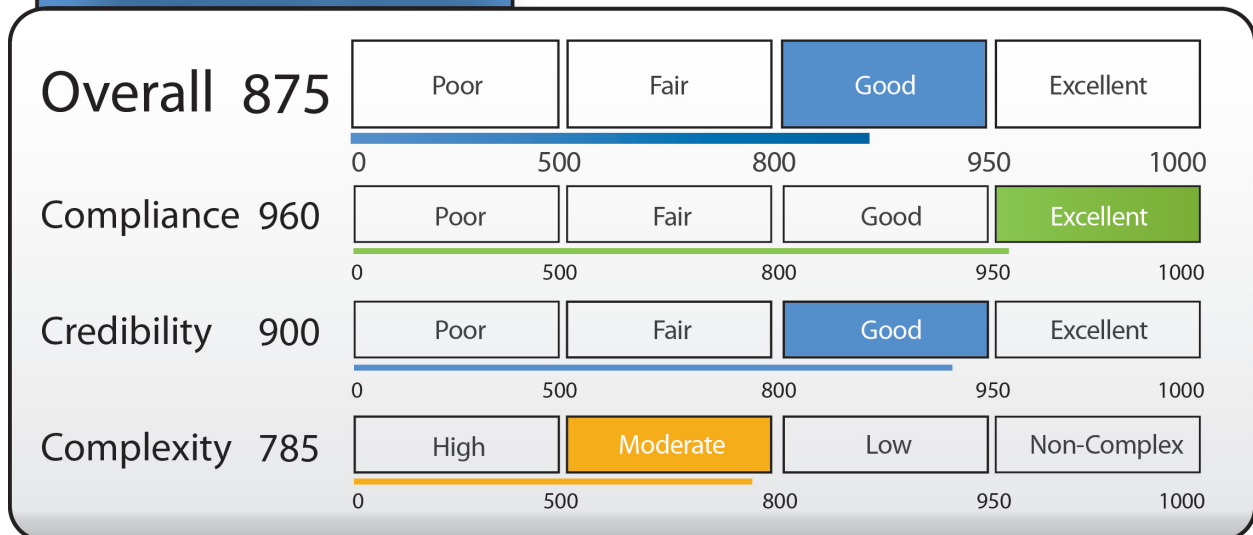 Overall 875 Poor Fair Good Excellent
0 500 800 950 1000
Compliance 960 Poor Fair Good Excellent
0 500 800 950 1000
Credibility 900 Poor Fair Good Excellent
0 500 800 950 1000
Complexity 785 High Moderate Low Non-Complex
0 500 800 950 1000